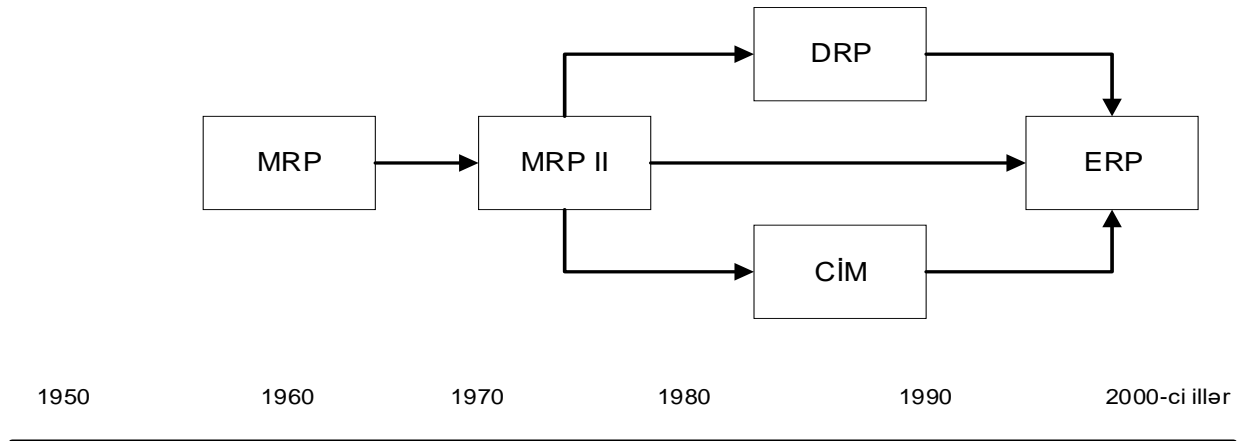 DRP
MRP
MRP II
ERP
CİM
1950 1960 1970 1980 1990 2000-ci illər